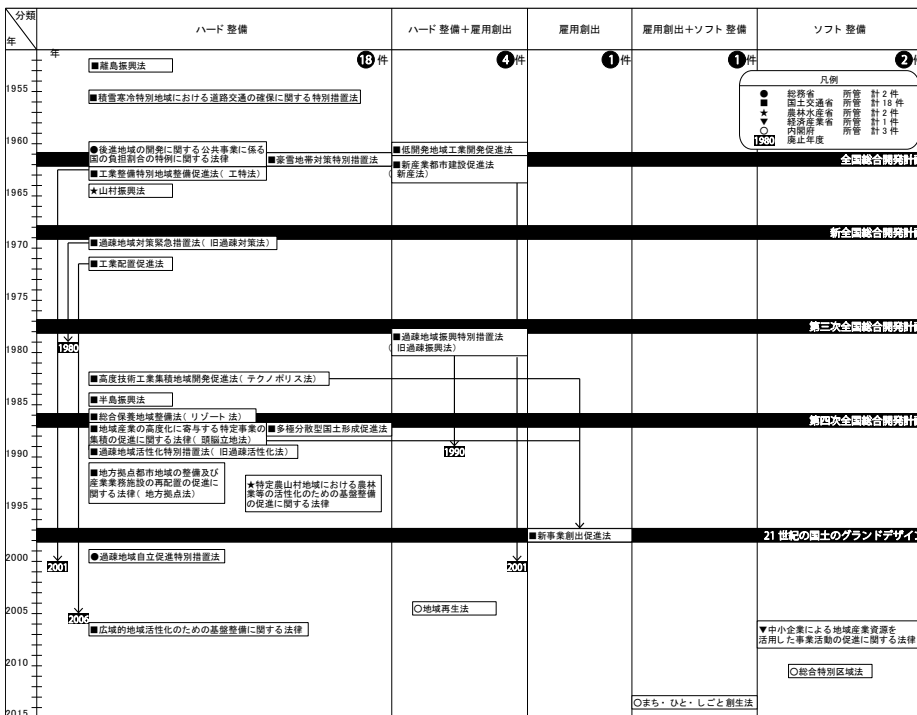 分類
年
ハード 整備
ハード 整備＋雇用創出
雇用創出
雇用創出＋ソフト 整備
ソフト 整備
年
18 件
4 件
1 件
1 件
2 件
凡例
● 総務省 所管 計 2 件
■ 国土交通省 所管 計 18 件
★ 農林水産省 所管 計 2 件
▼ 経済産業省 所管 計 1 件
○ 内閣府 所管 計 3 件
1980 廃止年度
■離島振興法
1955
■積雪寒冷特別地域における道路交通の確保に関する特別措置法
1960
●後進地域の開発に関する公共事業に係る
国の負担割合の特例に関する法律
■豪雪地帯対策特別措置法
■低開発地域工業開発促進法
■新産業都市建設促進法
( 新産法)
全国総合開発計画
■工業整備特別地域整備促進法( 工特法)
1965
★山村振興法
新全国総合開発計画
1970
■過疎地域対策緊急措置法( 旧過疎対策法)
■工業配置促進法
1975
第三次全国総合開発計画
1980
1980
■過疎地域振興特別措置法
( 旧過疎振興法)
■高度技術工業集積地域開発促進法( テクノポリス法)
1985
■半島振興法
■総合保養地域整備法( リゾート 法)
第四次全国総合開発計画
■地域産業の高度化に寄与する特定事業の
集積の促進に関する法律( 頭脳立地法)
■多極分散型国土形成促進法
1990
■過疎地域活性化特別措置法( 旧過疎活性化法)
1990
■地方拠点都市地域の整備及び
産業業務施設の再配置の促進に
関する法律( 地方拠点法)
★特定農山村地域における農林
業等の活性化のための基盤整備
の促進に関する法律
1995
■新事業創出促進法
21 世紀の国土のグランドデザイン
2000
●過疎地域自立促進特別措置法
2001
2001
2005
2006
○地域再生法
■広域的地域活性化のための基盤整備に関する法律
▼中小企業による地域産業資源を
活用した事業活動の促進に関する法律
2010
○総合特別区域法
○まち・ひと・しごと創生法
2015